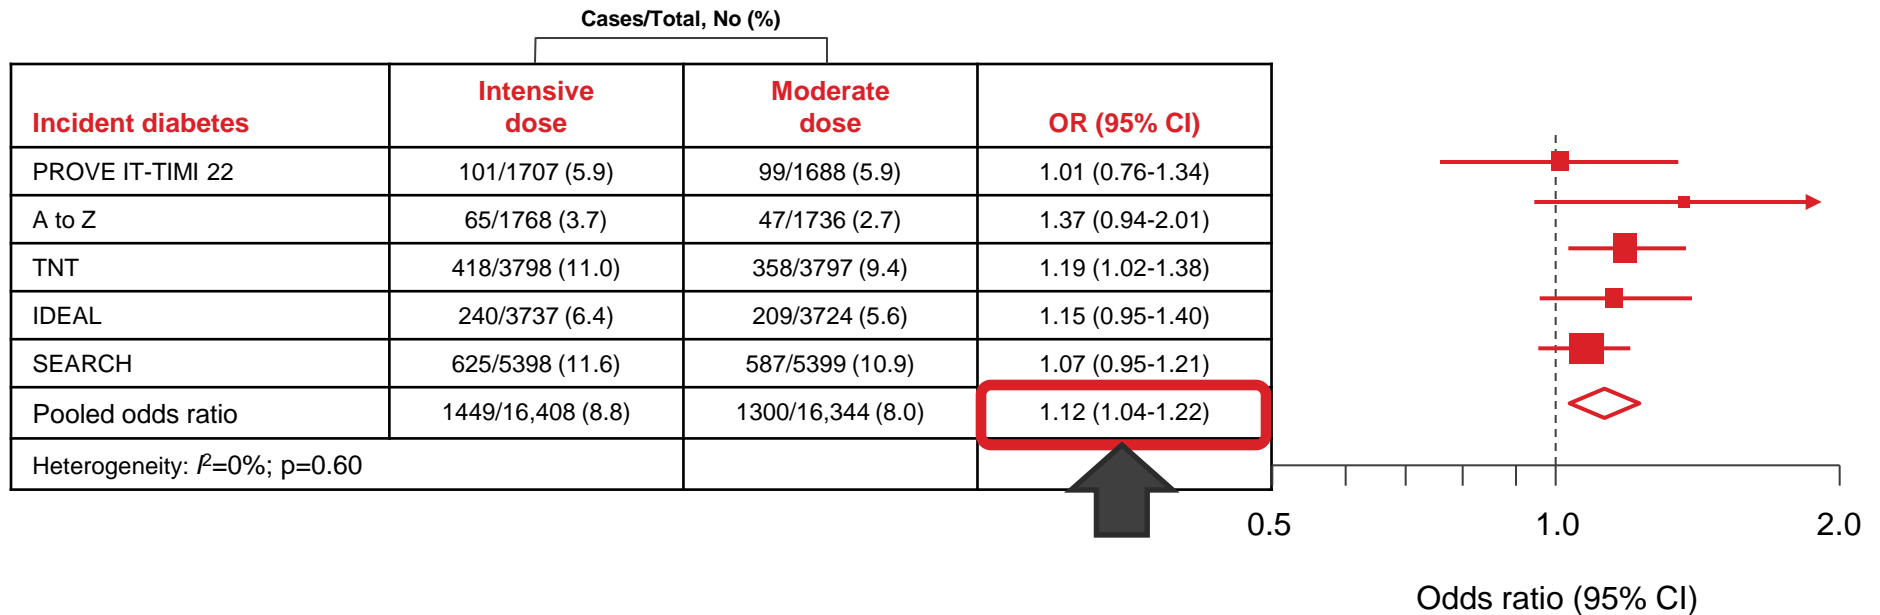 Cases/Total, No (%)
Incident diabetes
Intensive
dose
Moderate
dose
OR (95% CI)
PROVE IT-TIMI 22 101/1707 (5.9) 99/1688 (5.9) 1.01 (0.76-1.34)
A to Z 65/1768 (3.7) 47/1736 (2.7) 1.37 (0.94-2.01)
TNT 418/3798 (11.0) 358/3797 (9.4) 1.19 (1.02-1.38)
IDEAL 240/3737 (6.4) 209/3724 (5.6) 1.15 (0.95-1.40)
SEARCH 625/5398 (11.6) 587/5399 (10.9) 1.07 (0.95-1.21)
Pooled odds ratio 1449/16,408 (8.8) 1300/16,344 (8.0) 1.12 (1.04-1.22)
Heterogeneity: I²=0%; p=0.60
0.5 1.0 2.0
Odds ratio (95% CI)